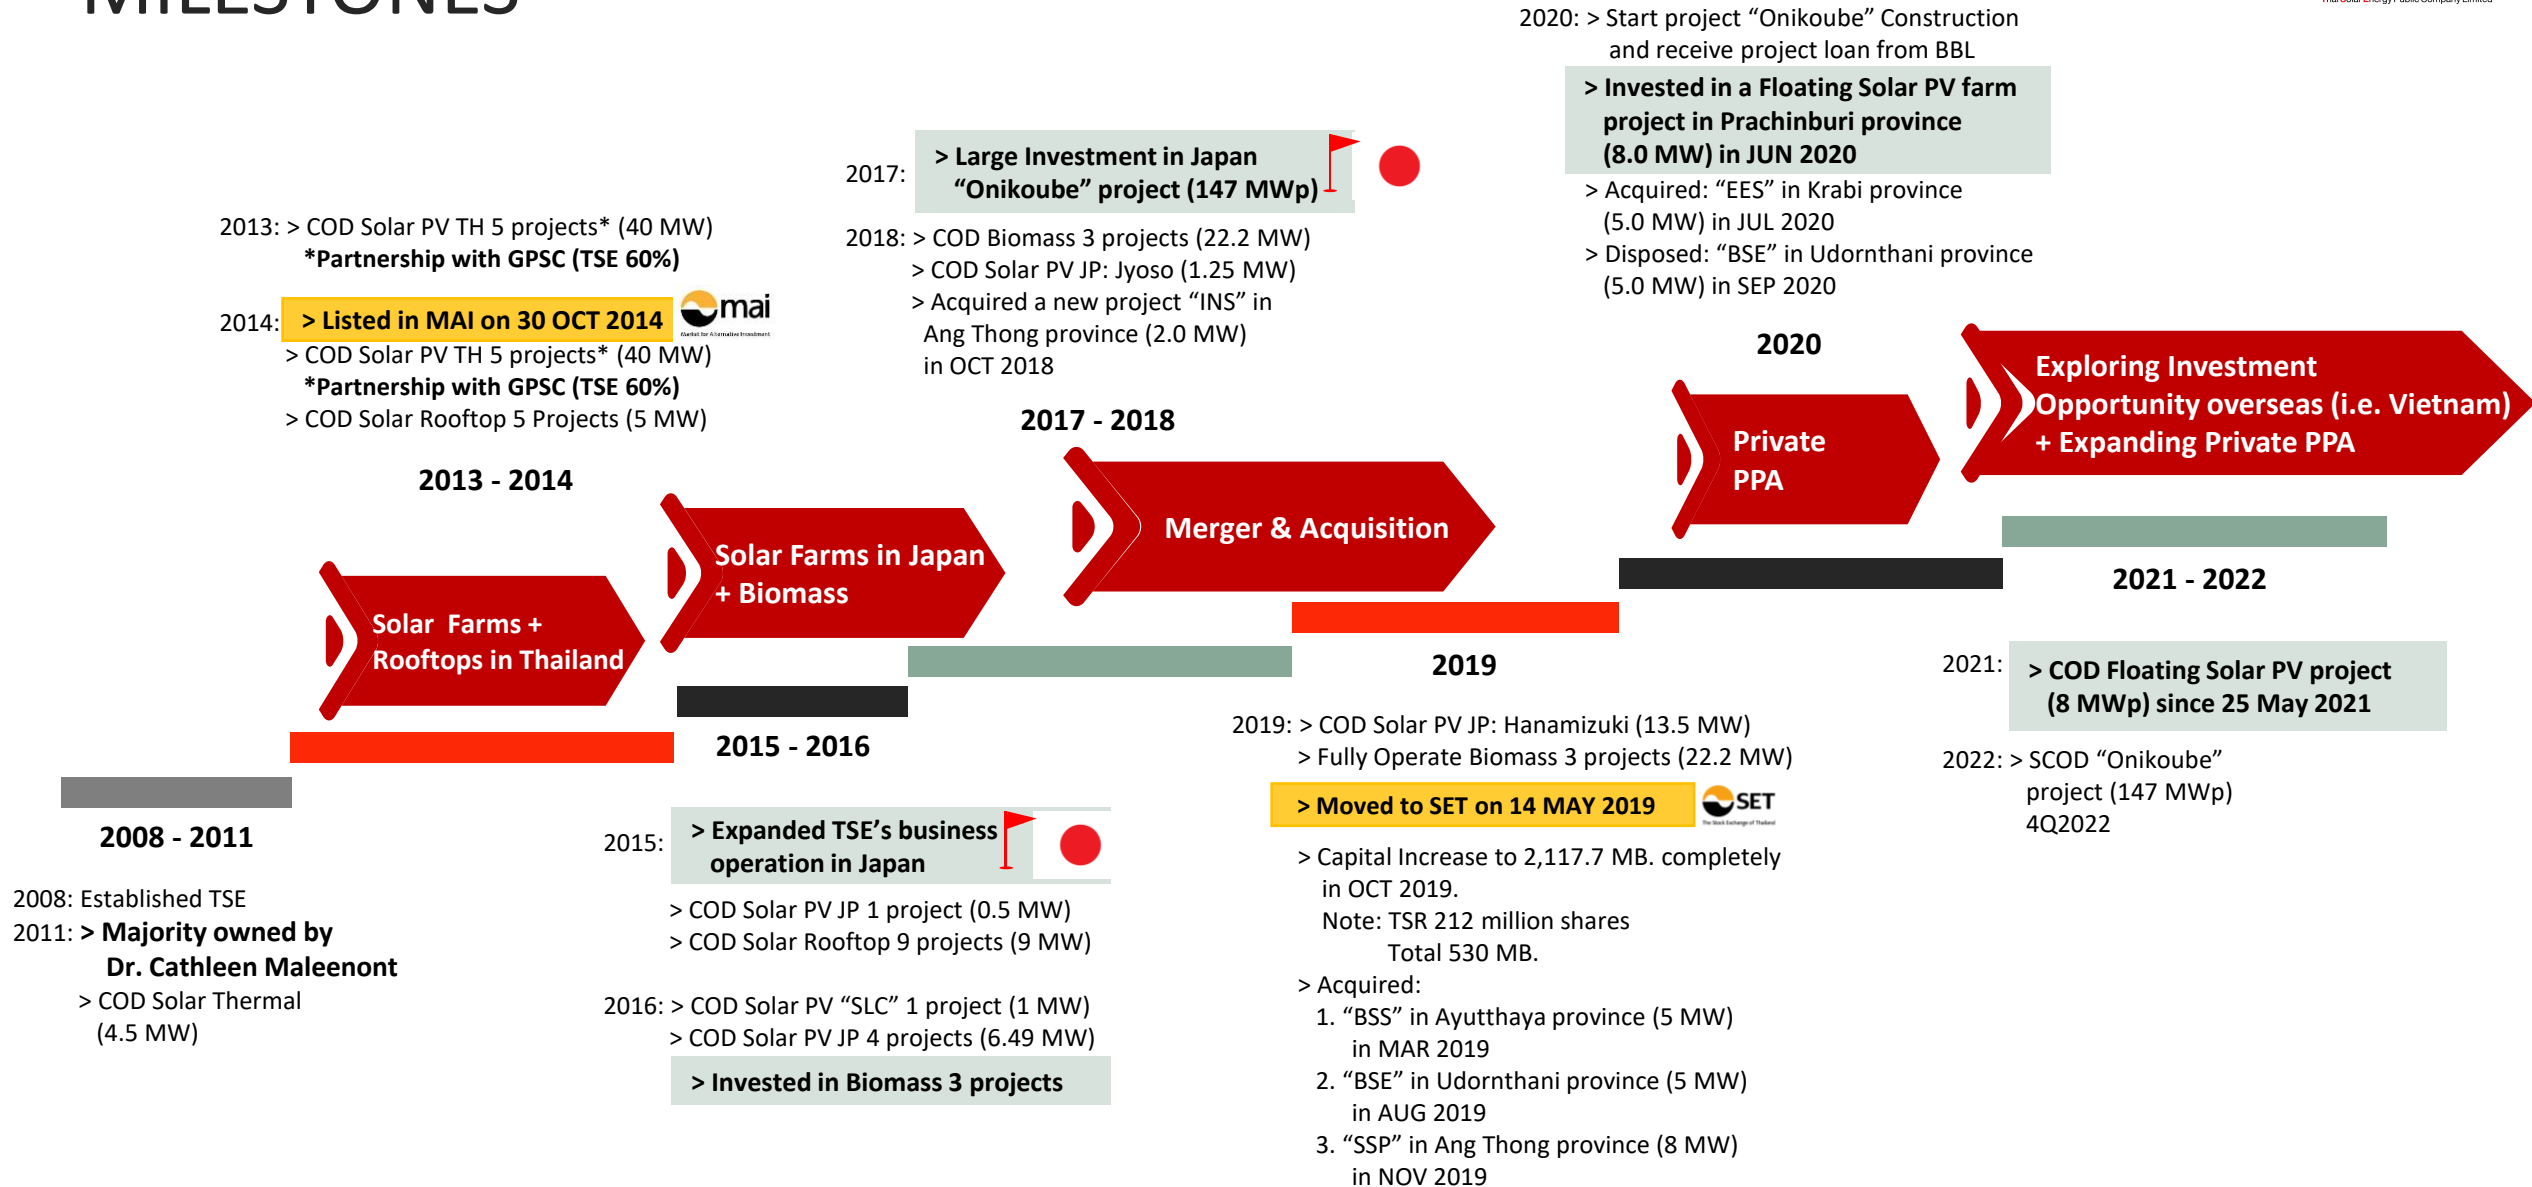 MILESTONES
Thai Solar Energy Public Company Limited
2008 - 2011
2008: Established TSE
2011: > Majority owned by
Dr. Cathleen Maleenont
> COD Solar Thermal
(4.5 MW)
2013: > COD Solar PV TH 5 projects* (40 MW)
*Partnership with GPSC (TSE 60%)
2014:
> Listed in MAI on 30 OCT 2014
mai
Market for Alternative Investment
> COD Solar PV TH 5 projects* (40 MW)
*Partnership with GPSC (TSE 60%)
> COD Solar Rooftop 5 Projects (5 MW)
2013 - 2014
Solar Farms +
Rooftops in Thailand
Solar Farms in Japan
+ Biomass
2015 - 2016
2015:
> Expanded TSE’s business
operation in Japan
> COD Solar PV JP 1 project (0.5 MW)
> COD Solar Rooftop 9 projects (9 MW)
2016: > COD Solar PV “SLC” 1 project (1 MW)
> COD Solar PV JP 4 projects (6.49 MW)
> Invested in Biomass 3 projects
2017:
> Large Investment in Japan
“Onikoube” project (147 MWp)
2018: > COD Biomass 3 projects (22.2 MW)
> COD Solar PV JP: Jyoso (1.25 MW)
> Acquired a new project “INS” in
Ang Thong province (2.0 MW)
in OCT 2018
2017 - 2018
Merger & Acquisition
2019
2019: > COD Solar PV JP: Hanamizuki (13.5 MW)
> Fully Operate Biomass 3 projects (22.2 MW)
> Moved to SET on 14 MAY 2019
SET
The Stock Exchange of Thailand
> Capital Increase to 2,117.7 MB. completely
in OCT 2019.
Note: TSR 212 million shares
Total 530 MB.
> Acquired:
1. “BSS” in Ayutthaya province (5 MW)
in MAR 2019
2. “BSE” in Udornthani province (5 MW)
in AUG 2019
3. “SSP” in Ang Thong province (8 MW)
in NOV 2019
2020: > Start project “Onikoube” Construction
and receive project loan from BBL
> Invested in a Floating Solar PV farm
project in Prachinburi province
(8.0 MW) in JUN 2020
> Acquired: “EES” in Krabi province
(5.0 MW) in JUL 2020
> Disposed: “BSE” in Udornthani province
(5.0 MW) in SEP 2020
2020
Private
PPA
Exploring Investment
Opportunity overseas (i.e. Vietnam)
+ Expanding Private PPA
2021 - 2022
2021:
> COD Floating Solar PV project
(8 MWp) since 25 May 2021
2022: > SCOD “Onikoube”
project (147 MWp)
4Q2022